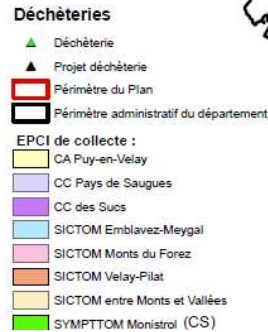 Déchèteries
Déchèterie
Projet déchèterie
Périmètre du Plan
Périmètre administratif du département
EPCI de collecte :
CA Puy-en-Velay
CC Pays de Saugues
CC des Sucs
SICTOM Emblavez-Meygal
SICTOM Monts du Forez
SICTOM Velay-Pilat
SICTOM entre Monts et Vallées
SYMPTTOM Monistrol (CS)